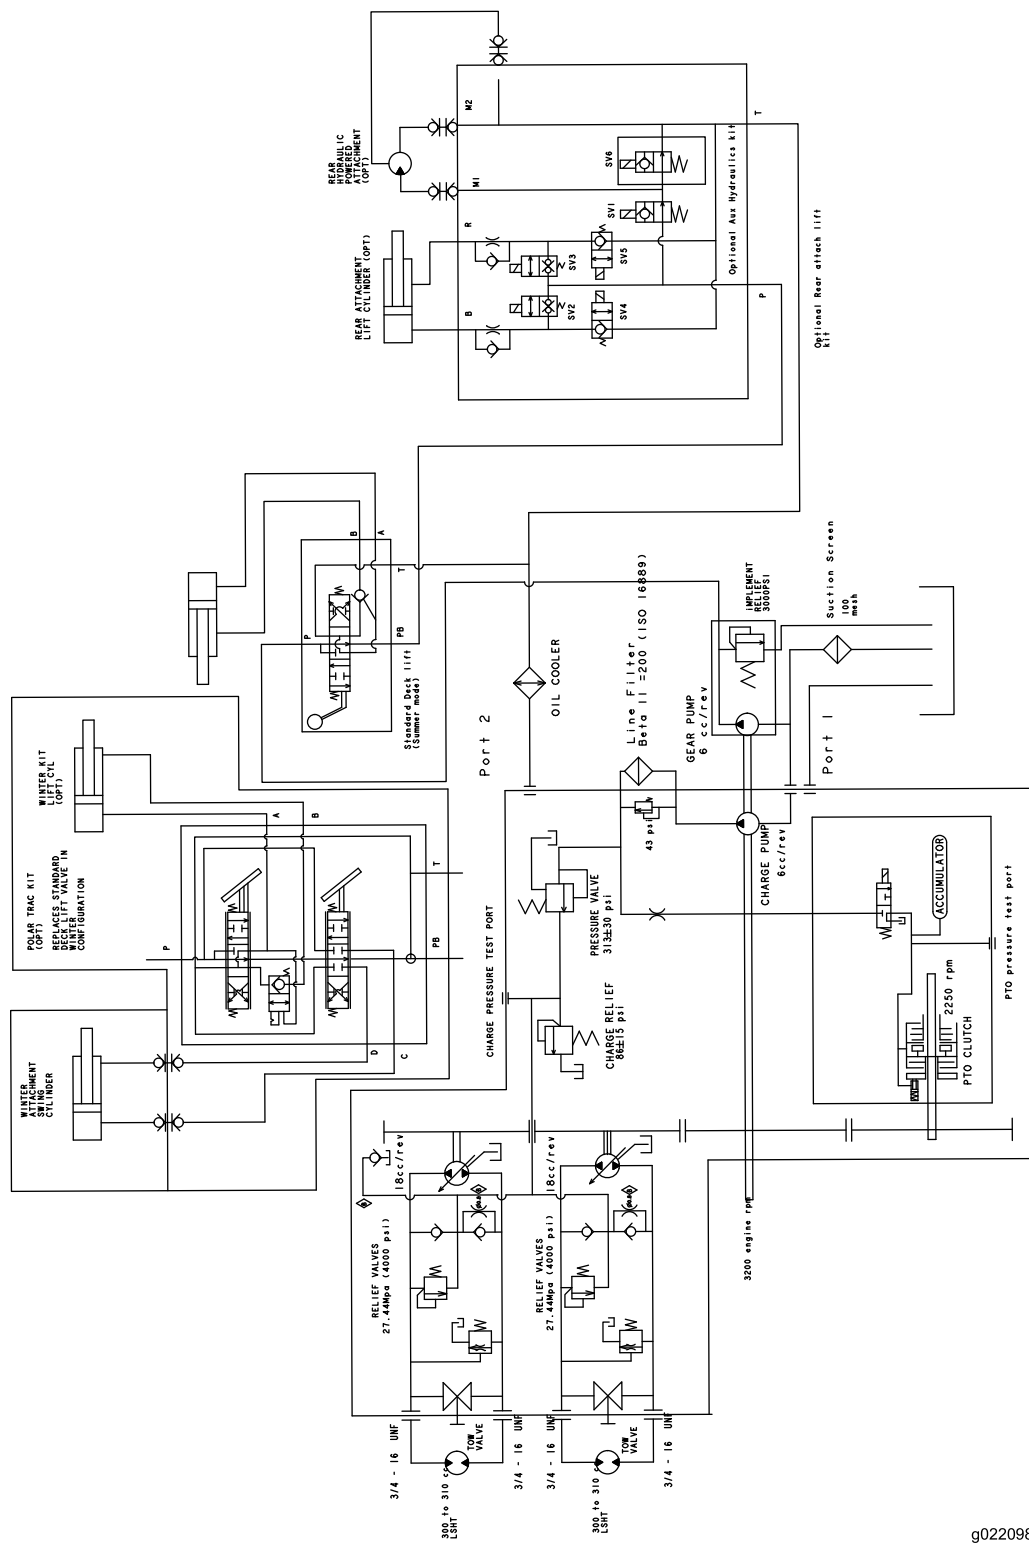 M2
REAR
HYDRAULIC
POWERED
ATTACHMENT
(OPT)
M1
T
SV6
SV1
Optional Aux Hydraulics kit
R
REAR ATTACHMENT
LIFT CYLINDER (OPT)
SV3
SV5
B
SV2
SV4
P
Optional Rear attach lift
kit
B
A
T
P
PB
Standard Deck lift
(Summer mode)
Port 2
OIL COOLER
Line Filter
Beta 11 =200 (ISO 16889)
IMPLEMENT
RELIEF
3000PSI
Suction Screen
100
mesh
GEAR PUMP
6 cc/rev
Port 1
WINTER KIT
LIFT CYL
(OPT)
A
B
T
POLAR TRAC KIT
(OPT)
REPLACES STANDARD
DECK LIFT VALVE IN
WINTER
CONFIGURATION
P
PB
43 psi
CHARGE PUMP
6cc/rev
PRESSURE VALVE
313±30 psi
ACCUMULATOR
CHARGE PRESSURE TEST PORT
CHARGE RELIEF
86±15 psi
2250 rpm
PTO CLUTCH
PTO pressure test port
WINTER
ATTACHMENT
SWING
CYLINDER
D
C
18cc/rev
18cc/rev
RELIEF VALVES
27.44Mpa (4000 psi)
RELIEF VALVES
27.44Mpa (4000 psi)
3200 engine rpm
3/4 - 16 UNF
TOW
VALVE
3/4 - 16 UNF
3/4 - 16 UNF
TOW
VALVE
3/4 - 16 UNF
300 to 310 cc
LSHT
300 to 310 c
LSHT
g022098